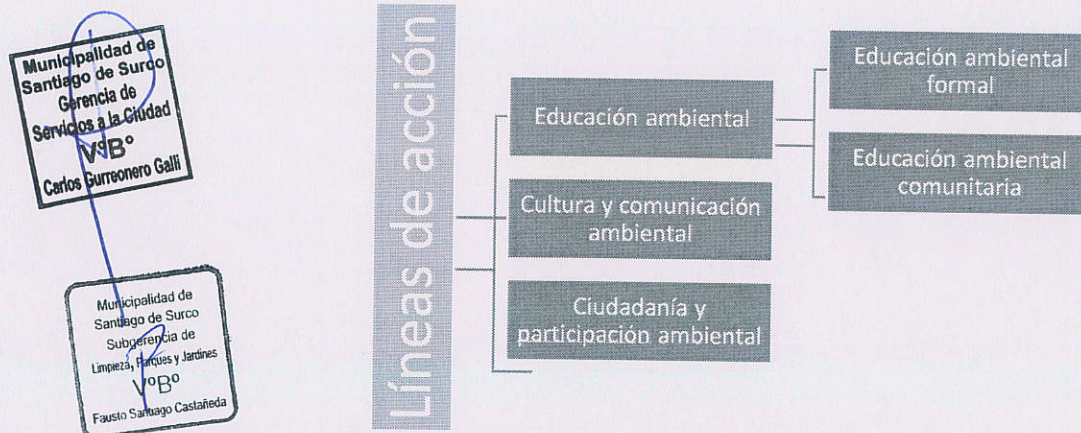 Municipalidad de
Santiago de Surco
Gerencia de
Servicios a la Ciudad
VºBº
Carlos Gurreonero Galli
Municipalidad de
Santiago de Surco
Subgerencia de
Limpieza, Parques y Jardines
VºBº
Fausto Santiago Castañeda
Líneas de acción
Educación ambiental
Cultura y comunicación
ambiental
Ciudadanía y
participación ambiental
Educación ambiental
formal
Educación ambiental
comunitaria